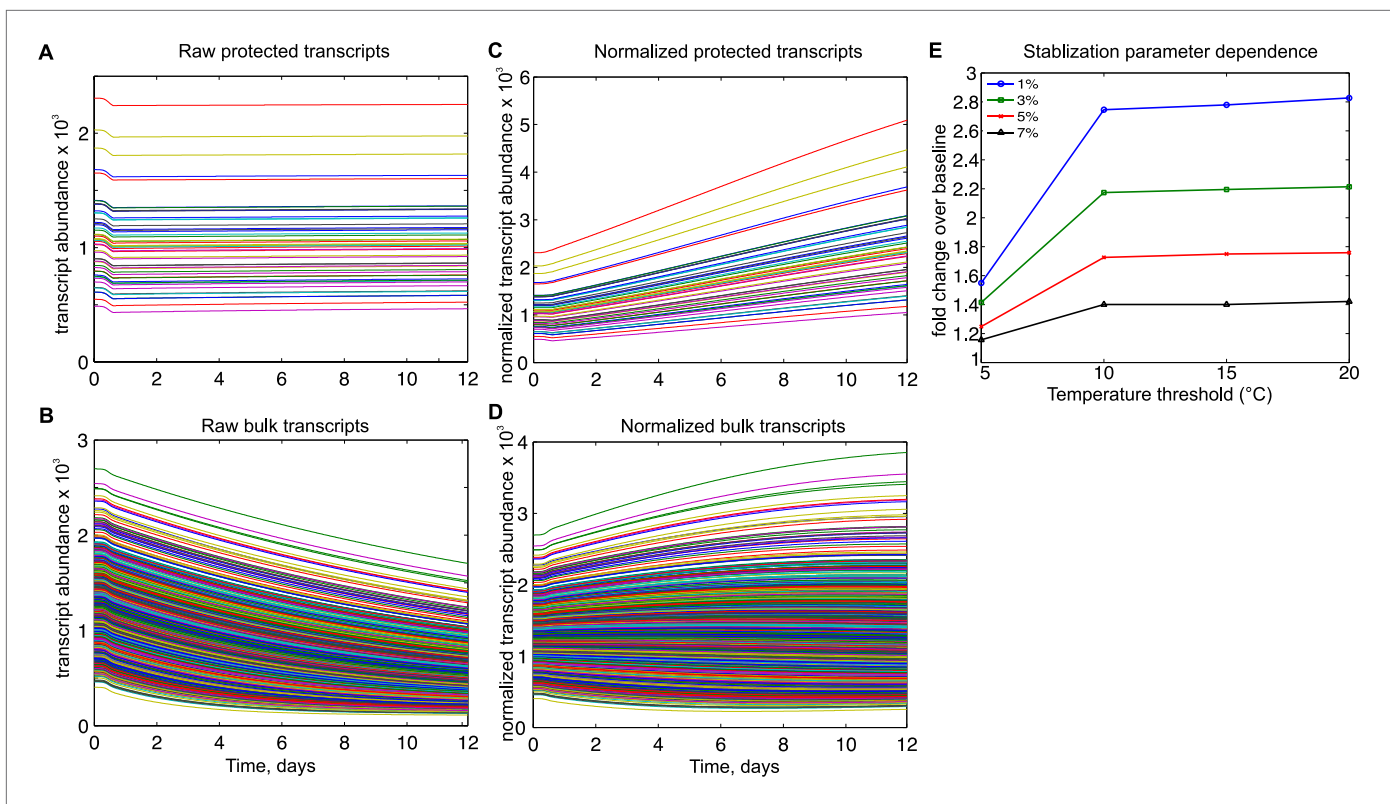 A
Raw protected transcripts
transcript abundance x 10³
2
1
0
0 2 4 6 8 10 12
B
Raw bulk transcripts
transcript abundance x 10³
3
2
1
0
0 2 4 6 8 10 12
Time, days
C
Normalized protected transcripts
normalized transcript abundance x 10³
6
5
4
3
2
1
0
0 2 4 6 8 10 12
D
Normalized bulk transcripts
normalized transcript abundance x 10³
4
3
2
1
0
0 2 4 6 8 10 12
Time, days
E
Stablization parameter dependence
fold change over baseline
3
2.8
2.6
2.4
2.2
2
1.8
1.6
1.4
1.2
1
1%
3%
5%
7%
5 10 15 20
Temperature threshold (°C)